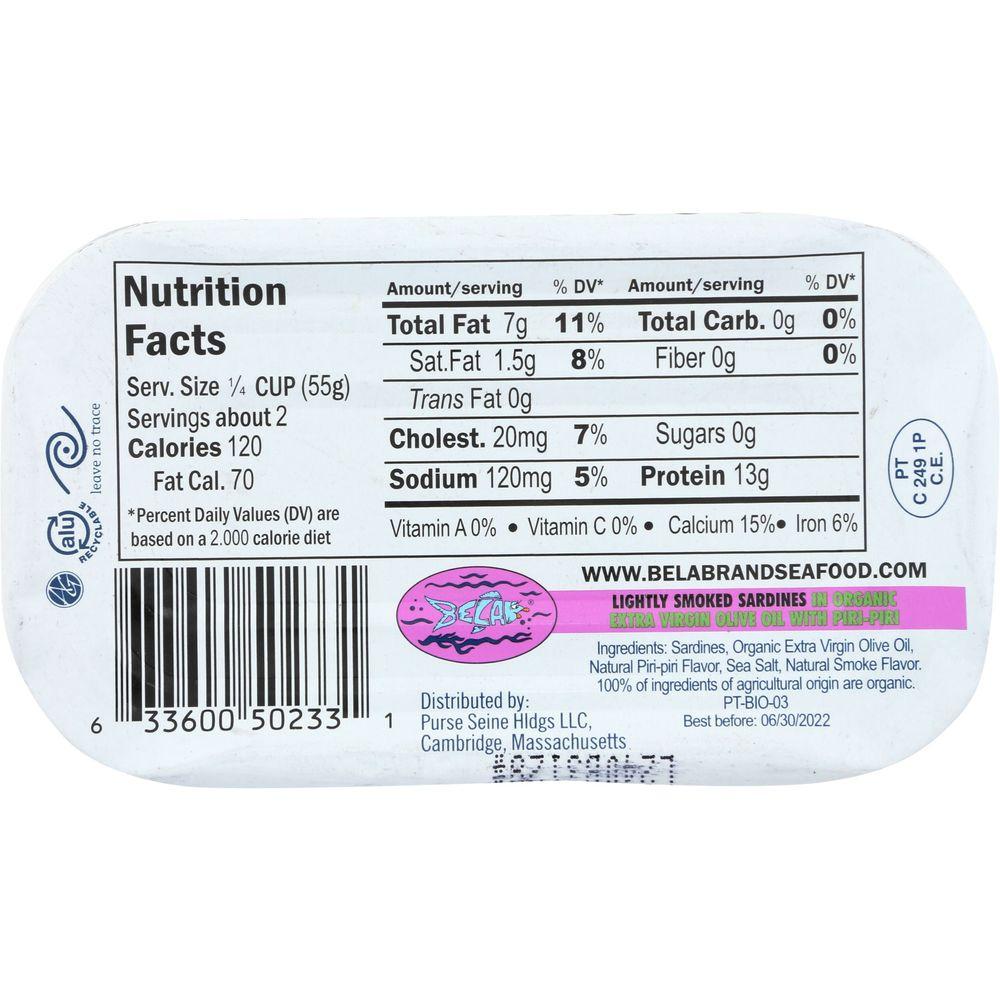 Nutrition
Facts
Serv. Size ¼ CUP (55g)
Servings about 2
Calories 120
Fat Cal. 70
*Percent Daily Values (DV) are
based on a 2.000 calorie diet
Amount/serving % DV* Amount/serving % DV*
Total Fat 7g 11% Total Carb. 0g 0%
Sat.Fat 1.5g 8% Fiber 0g 0%
Trans Fat 0g
Cholest. 20mg 7% Sugars 0g
Sodium 120mg 5% Protein 13g
Vitamin A 0% • Vitamin C 0% • Calcium 15% • Iron 6%
leave no trace
alu
RECYCLABLE
PT
C 249 1P
C.E.
WWW.BELABRANDSEAFOOD.COM
BELA ®
LIGHTLY SMOKED SARDINES IN ORGANIC
EXTRA VIRGIN OLIVE OIL WITH PIRI-PIRI
Ingredients: Sardines, Organic Extra Virgin Olive Oil,
Natural Piri-piri Flavor, Sea Salt, Natural Smoke Flavor.
100% of ingredients of agricultural origin are organic.
PT-BIO-03
Best before: 06/30/2022
6 33600 50233 1
Distributed by:
Purse Seine Hldgs LLC,
Cambridge, Massachusetts